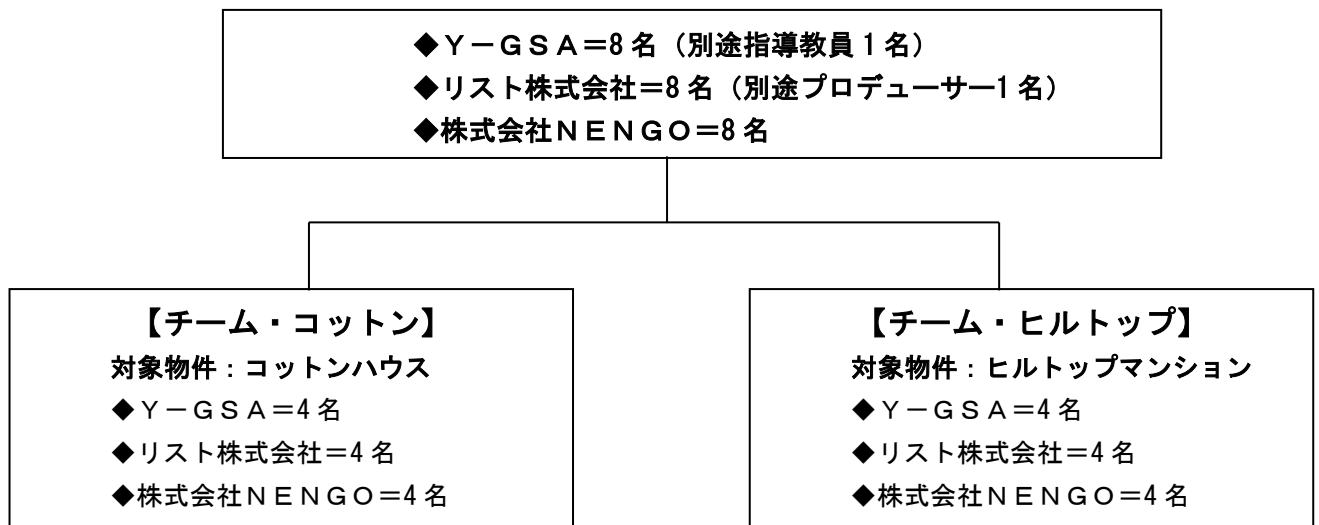 ◆Y－GSA＝8名（別途指導教員1名）
◆リスト株式会社＝8名（別途プロデューサー1名）
◆株式会社NENGO＝8名
【チーム・コットン】
対象物件：コットンハウス
◆Y－GSA＝4名
◆リスト株式会社＝4名
◆株式会社NENGO＝4名
【チーム・ヒルトップ】
対象物件：ヒルトップマンション
◆Y－GSA＝4名
◆リスト株式会社＝4名
◆株式会社NENGO＝4名